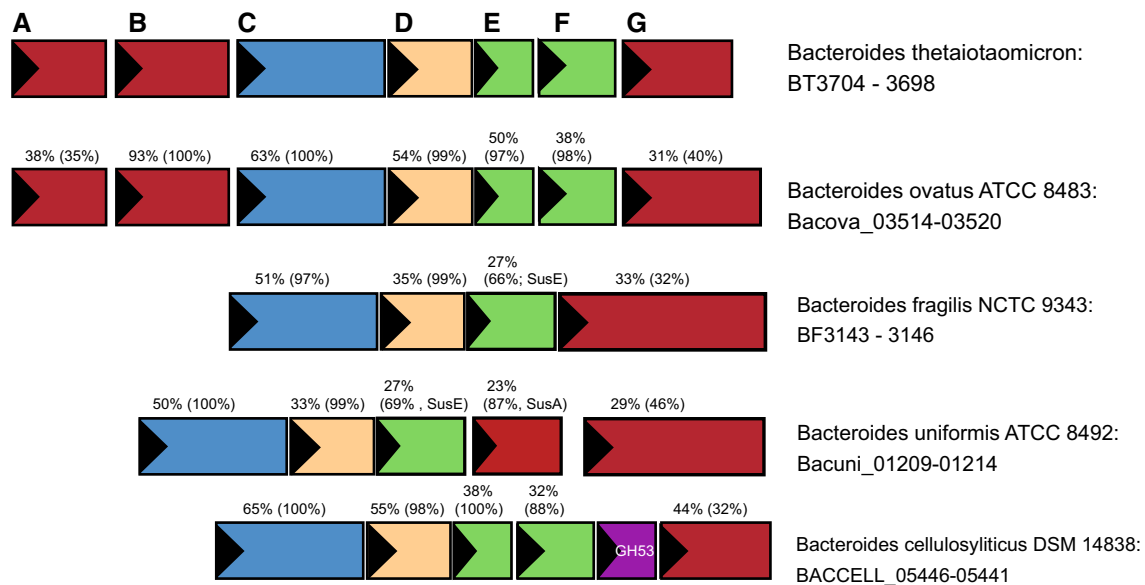 A B C D E F G
Bacteroides thetaiotaomicron:
BT3704 - 3698
50% 38%
38% (35%) 93% (100%) 63% (100%) 54% (99%) (97%) (98%) 31% (40%)
Bacteroides ovatus ATCC 8483:
Bacova_03514-03520
27%
51% (97%) 35% (99%) (66%; SusE) 33% (32%)
Bacteroides fragilis NCTC 9343:
BF3143 - 3146
27% 23%
50% (100%) 33% (99%) (69% , SusE) (87%, SusA) 29% (46%)
Bacteroides uniformis ATCC 8492:
Bacuni_01209-01214
38% 32%
65% (100%) 55% (98%) (100%) (88%) 44% (32%)
GH53
Bacteroides cellulosyliticus DSM 14838:
BACCELL_05446-05441